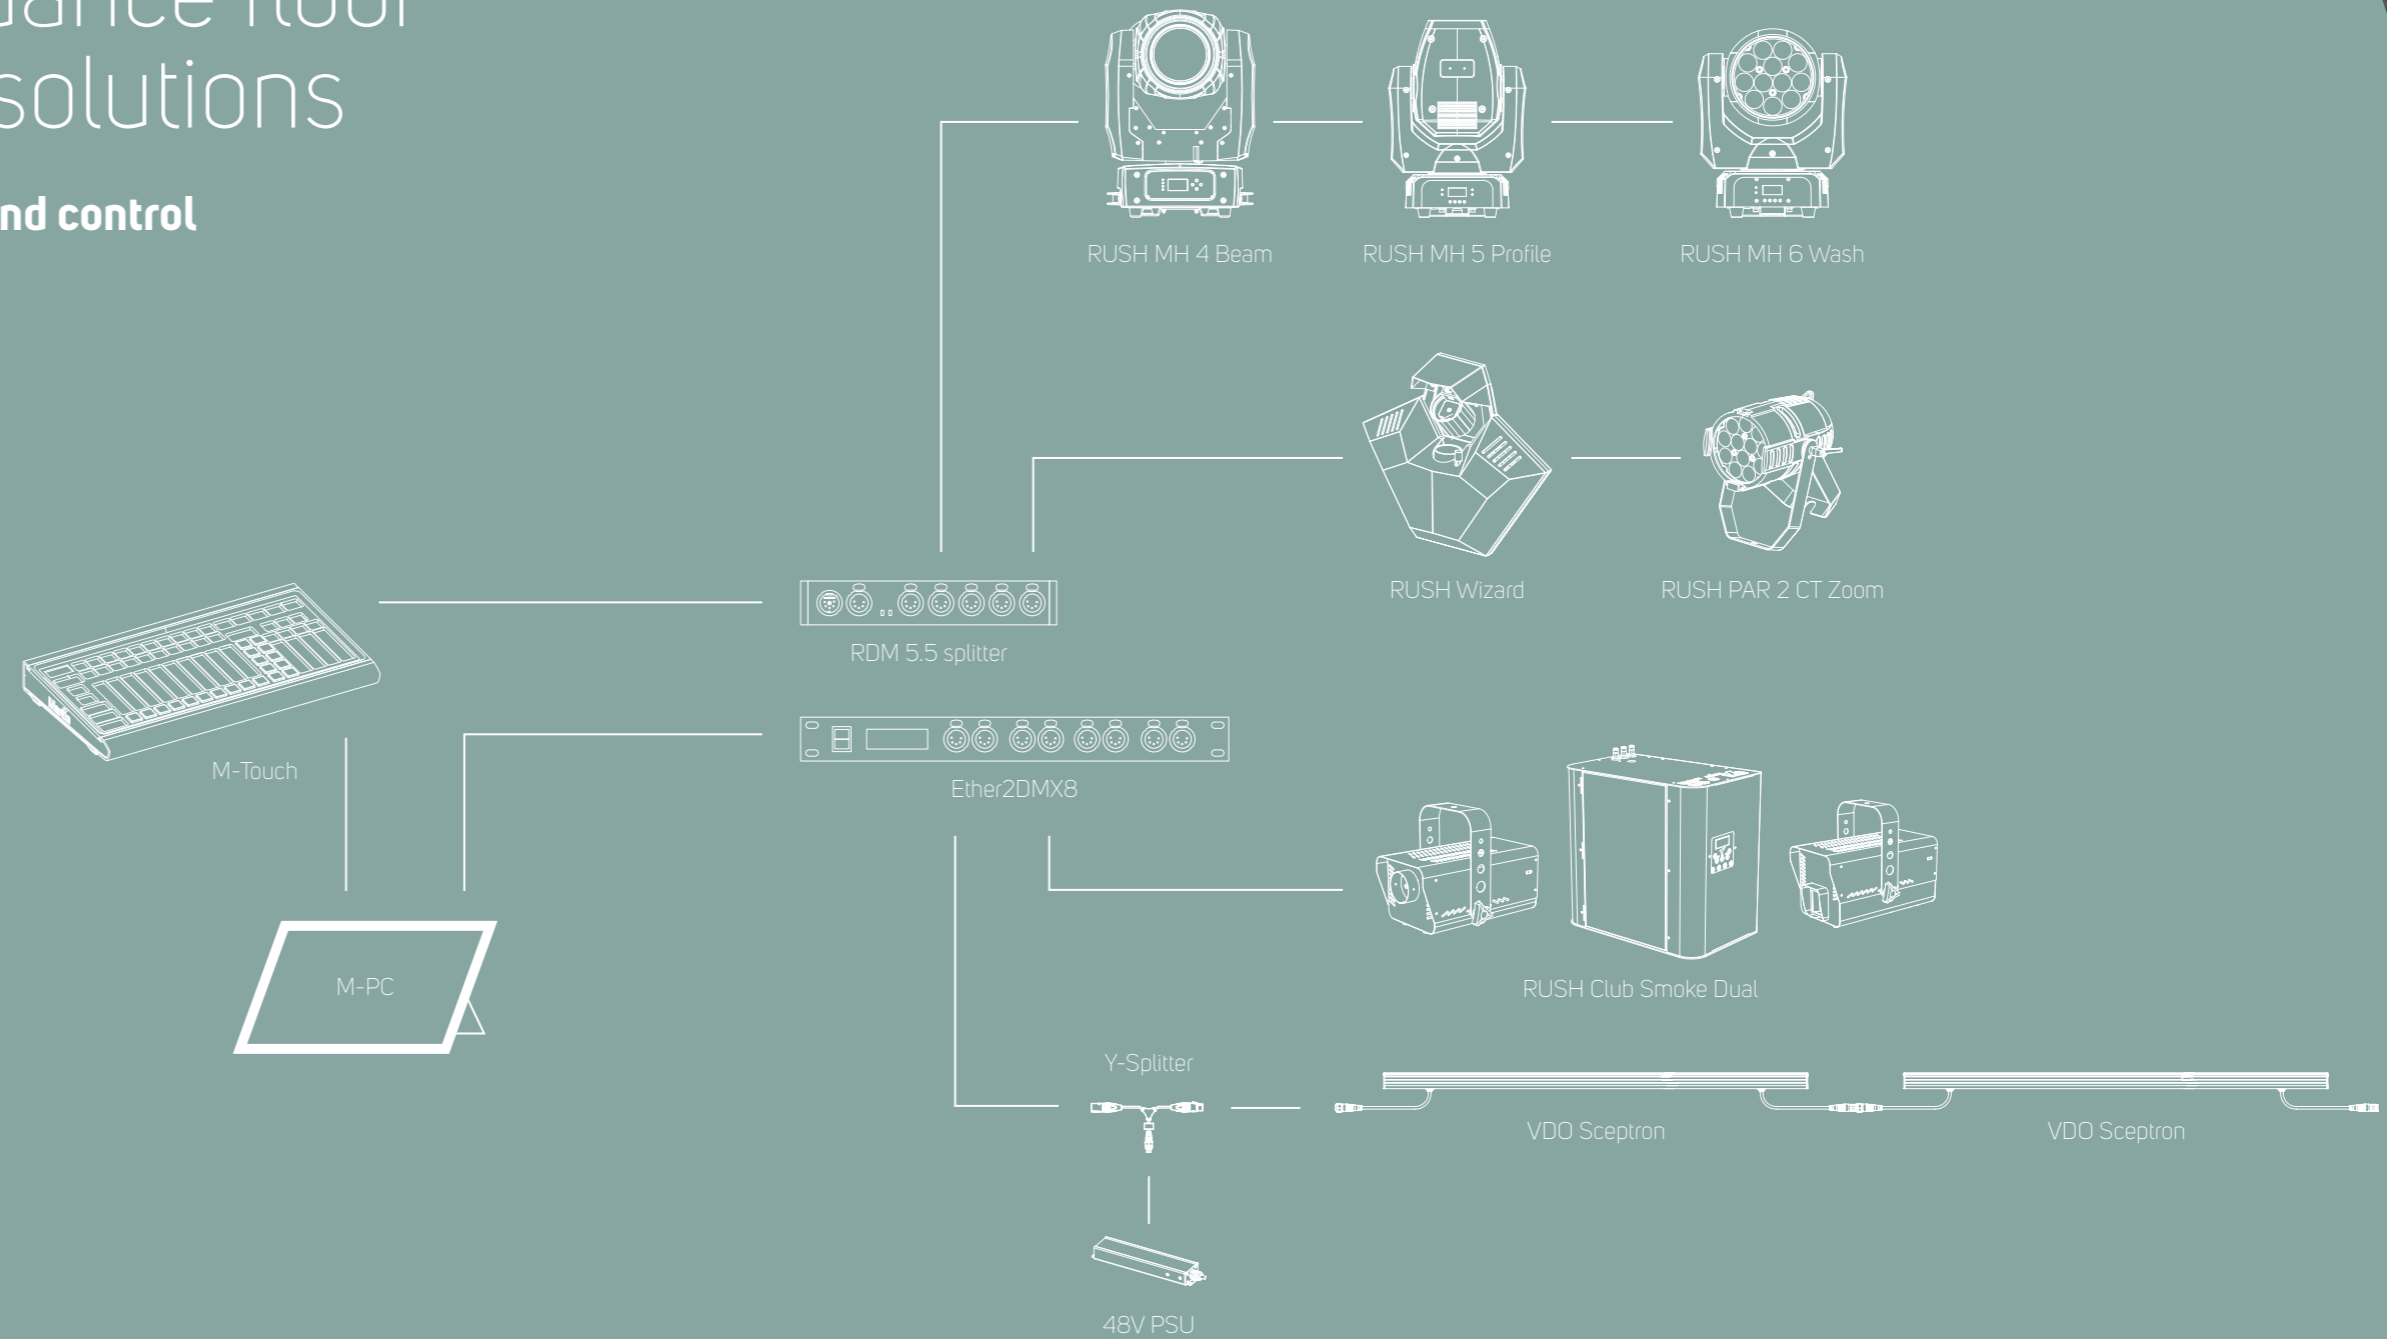 dance floor
solutions
nd control
RUSH MH 4 Beam
RUSH MH 5 Profile
RUSH MH 6 Wash
RUSH Wizard
RUSH PAR 2 CT Zoom
RDM 5.5 splitter
M-Touch
Ether2DMX8
M-PC
RUSH Club Smoke Dual
Y-Splitter
VDO Sceptron
VDO Sceptron
48V PSU